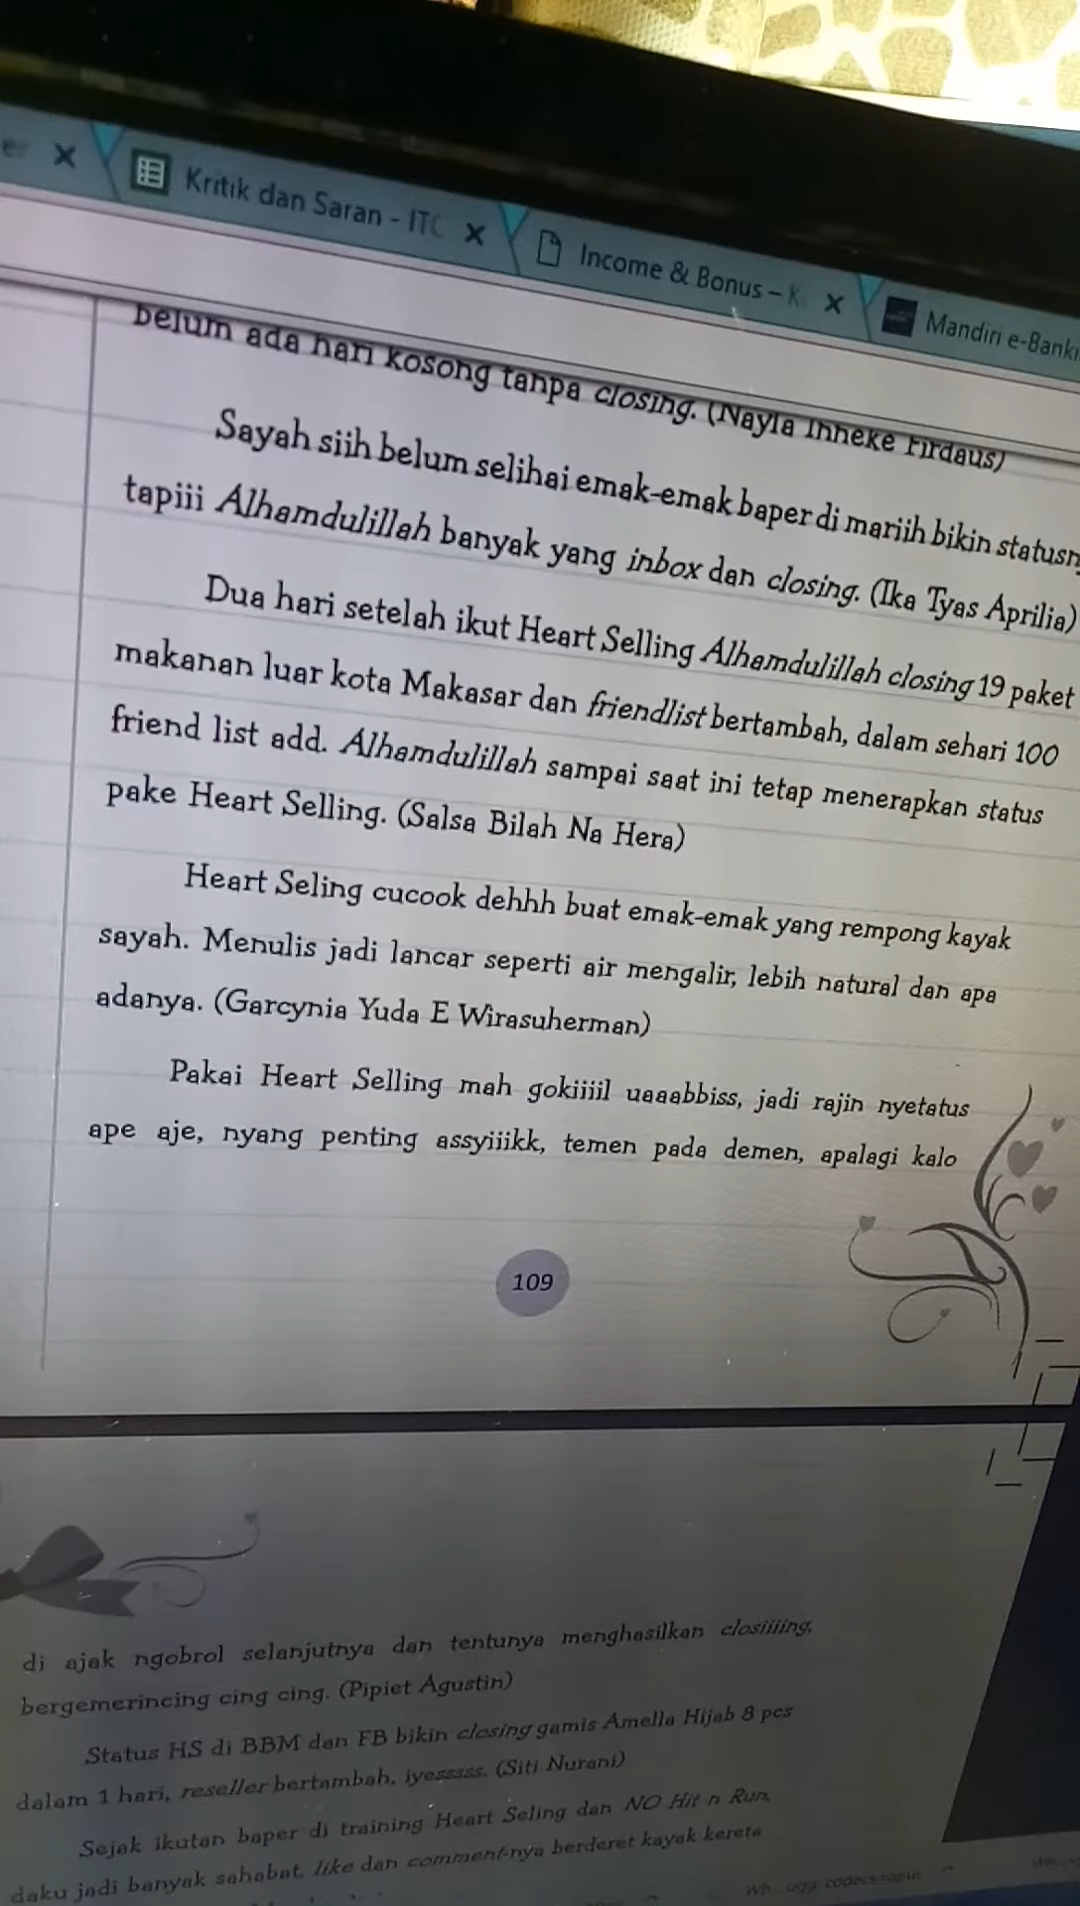 Kritik dan Saran - ITC
Income & Bonus - K
Mandiri e-Banki
belum ada hari kosong tanpa closing. (Nayla Inneke Firdaus)
Sayah siih belum selihai emak-emak baper di mariih bikin statusn
tapiii Alhamdulillah banyak yang inbox dan closing. (Ika Tyas Aprilia)
Dua hari setelah ikut Heart Selling Alhamdulillah closing 19 paket
makanan luar kota Makasar dan friendlist bertambah, dalam sehari 100
friend list add. Alhamdulillah sampai saat ini tetap menerapkan status
pake Heart Selling. (Salsa Bilah Na Hera)
Heart Seling cucook dehhh buat emak-emak yang rempong kayak
sayah. Menulis jadi lancar seperti air mengalir, lebih natural dan apa
adanya. (Garcynia Yuda E Wirasuherman)
Pakai Heart Selling mah gokiiiil uaaabbiss, jadi rajin nyetatus
ape aje, nyang penting assyiiikk, temen pada demen, apalagi kalo
109
di ajak ngobrol selanjutnya dan tentunya menghasilkan closiiiing,
bergemerincing cing cing. (Pipiet Agustin)
Status HS di BBM dan FB bikin closing gamis Amella Hijab 8 pcs
dalam 1 hari, reseller bertambah, iyesssss. (Siti Nurani)
Sejak ikutan baper di training Heart Seling dan NO Hit n Run,
daku jadi banyak sahabat, like dan comment-nya berderet kayak kereta